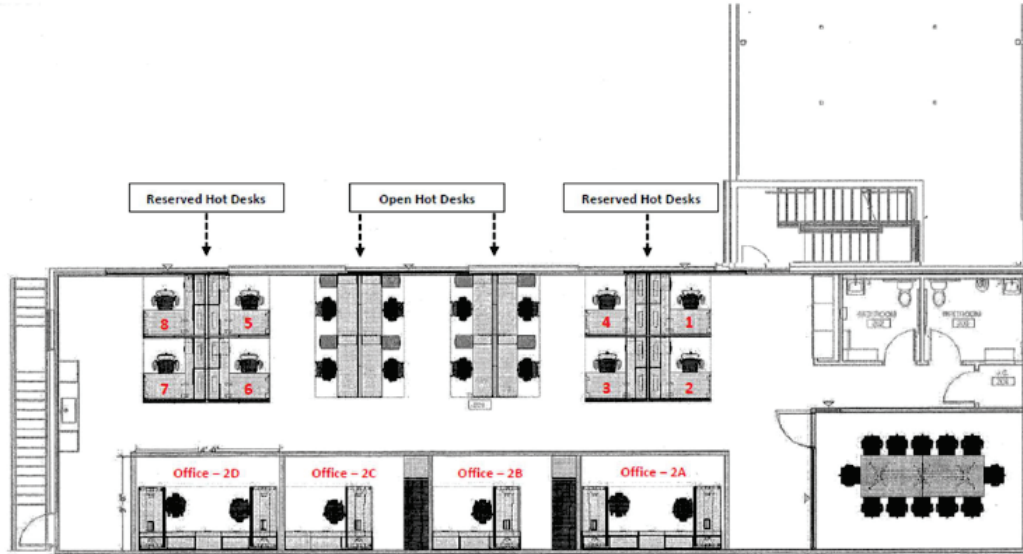 Reserved Hot Desks
Open Hot Desks
Reserved Hot Desks
8
5
4
1
7
6
3
2
RESTROOM
Office – 2D
Office – 2C
Office – 2B
Office – 2A